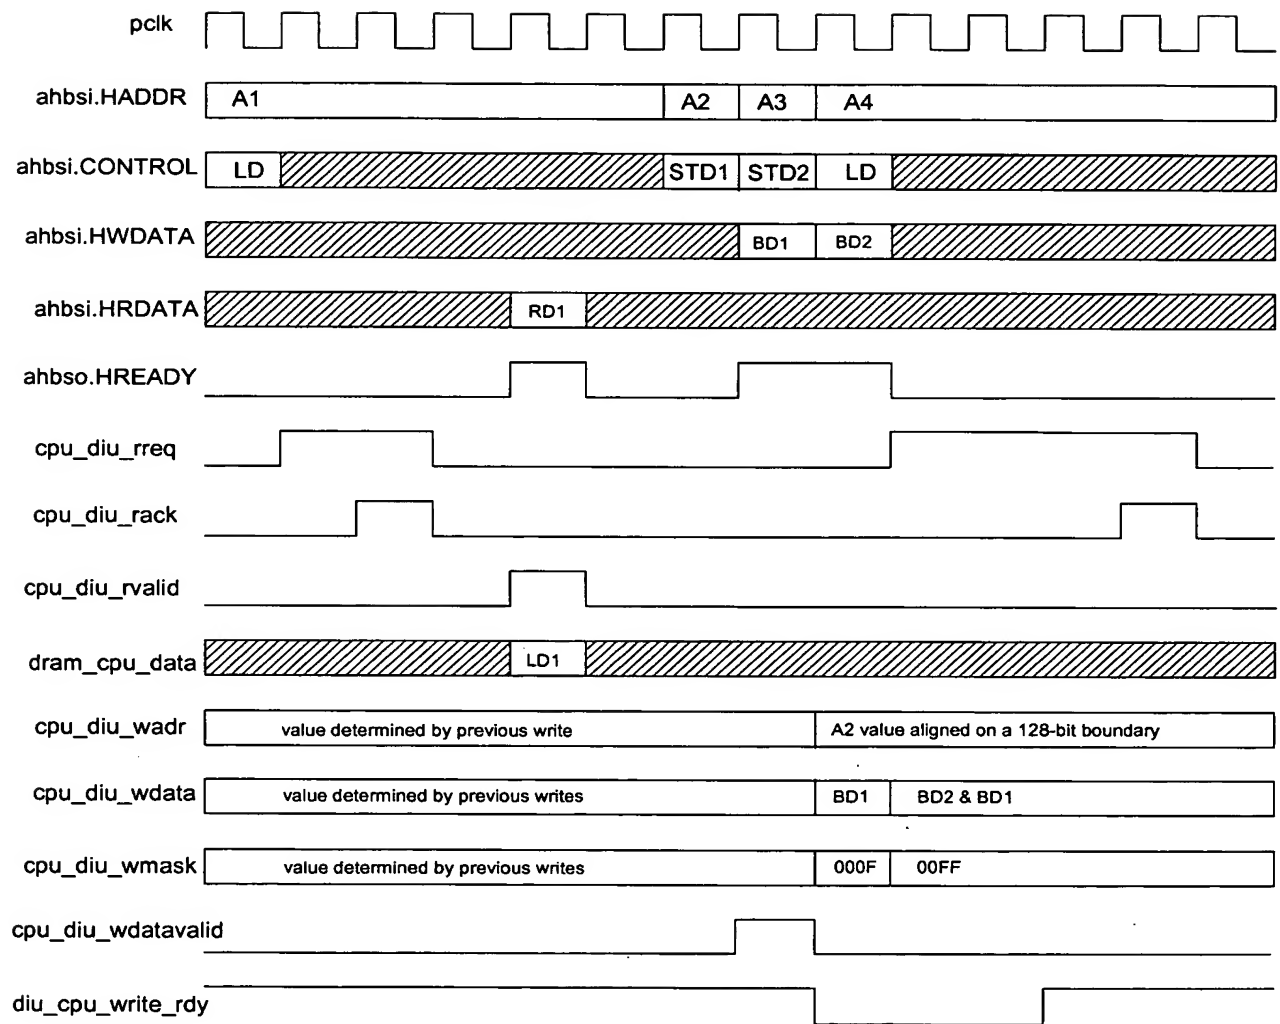 pclk
ahbsi.HADDR A1 A2 A3 A4
ahbsi.CONTROL LD STD1 STD2 LD
ahbsi.HWDATA BD1 BD2
ahbsi.HRDATA RD1
ahbso.HREADY
cpu_diu_rreq
cpu_diu_rack
cpu_diu_rvalid
dram_cpu_data LD1
cpu_diu_wadr value determined by previous write A2 value aligned on a 128-bit boundary
cpu_diu_wdata value determined by previous writes BD1 BD2 & BD1
cpu_diu_wmask value determined by previous writes 000F 00FF
cpu_diu_wdatavalid
diu_cpu_write_rdy